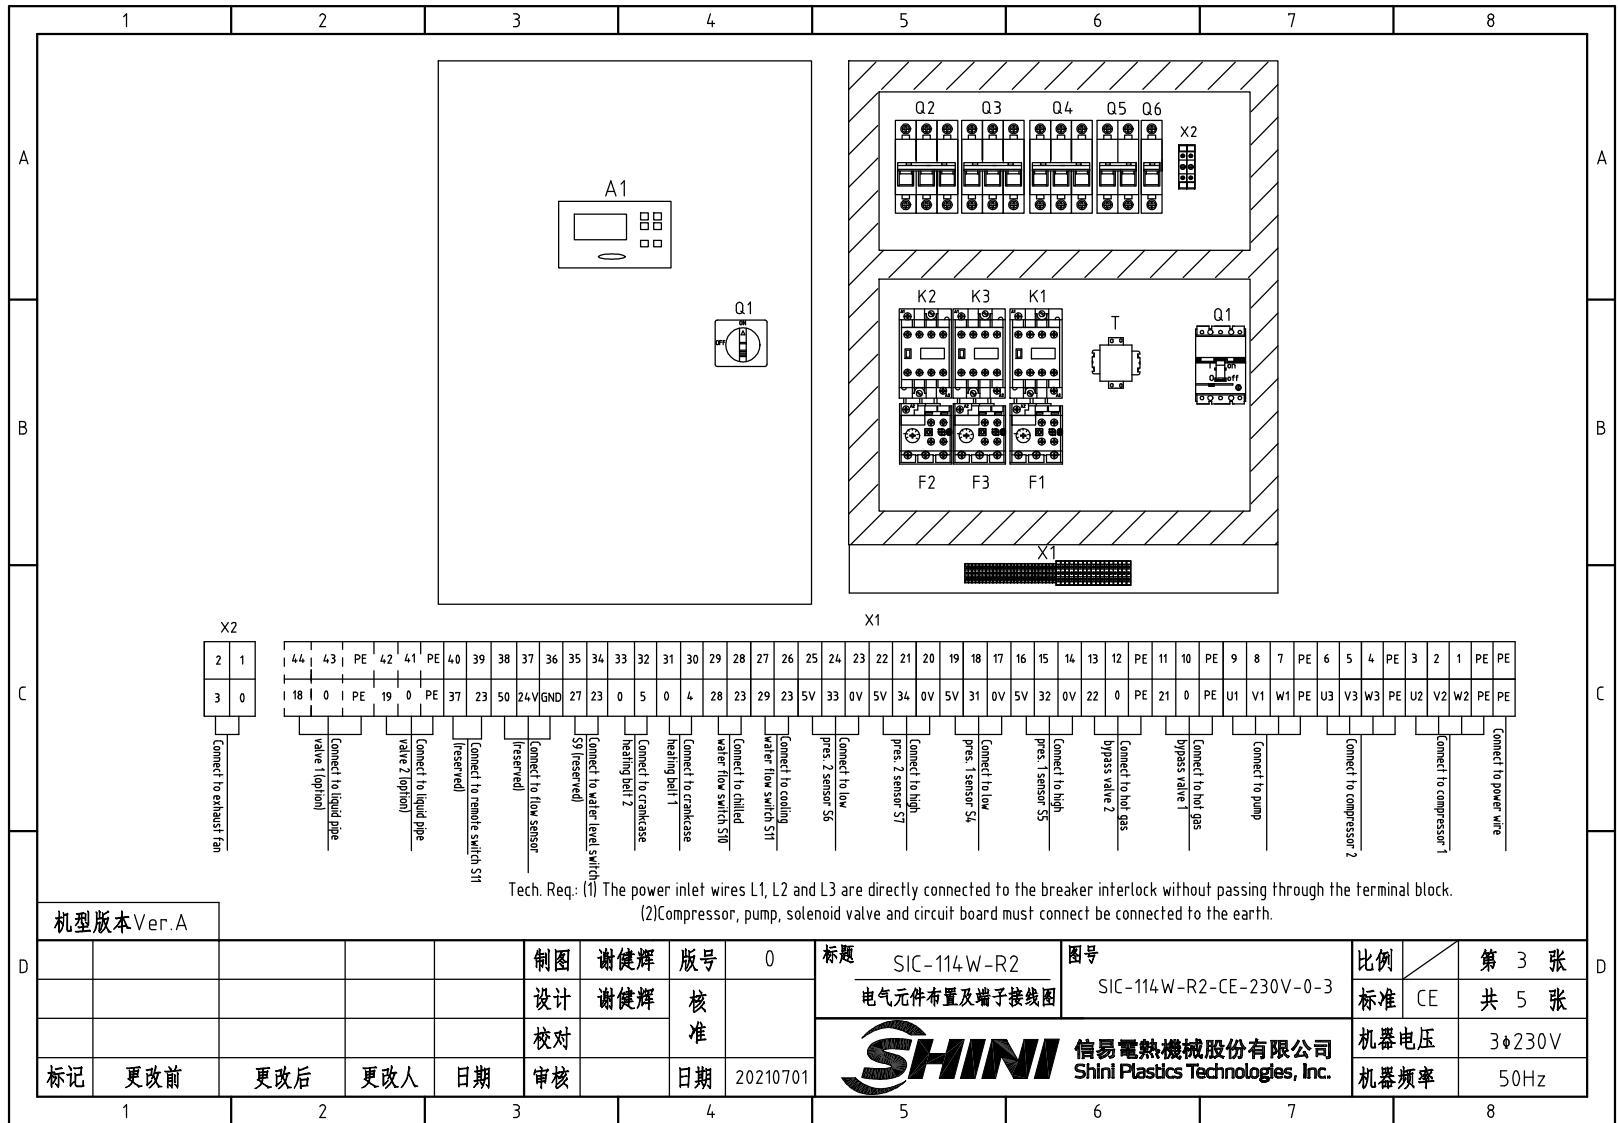 1 2 3 4 5 6 7 8
A A
Q2 Q3 Q4 Q5 Q6
X2
A1
K2 K3 K1
T
Q1
Q1
ON
OFF
I on
O off
B B
F2 F3 F1
X1
X2
X1
2 1
44 43 PE 42 41 PE 40 39 38 37 36 35 34 33 32 31 30 29 28 27 26 25 24 23 22 21 20 19 18 17 16 15 14 13 12 PE 11 10 PE 9 8 7 PE 6 5 4 PE 3 2 1 PE PE
C C
3 0
18 0 PE 19 0 PE 37 23 50 24V GND 27 23 0 5 0 4 28 23 29 23 5V 33 0V 5V 34 0V 5V 31 0V 5V 32 0V 22 0 PE 21 0 PE U1 V1 W1 PE U3 V3 W3 PE U2 V2 W2 PE PE
Connect to exhaust fan
Connect to liquid pipe
valve 1(option)
Connect to liquid pipe
valve 2 (option)
Connect to remote switch S11
(reserved)
Connect to flow sensor
(reserved)
Connect to water level switch
S9 (reserved)
Connect to crankcase
heating belt 2
Connect to crankcase
heating belt 1
Connect to chilled
water flow switch S10
Connect to cooling
water flow switch S11
Connect to low
pres. 2 sensor S6
Connect to high
pres. 2 sensor S7
Connect to low
pres. 1 sensor S4
Connect to high
pres. 1 sensor S5
Connect to hot gas
bypass valve 2
Connect to hot gas
bypass valve 1
Connect to pump
Connect to compressor 2
Connect to compressor 1
Connect to power wire
Tech. Req.: (1) The power inlet wires L1, L2 and L3 are directly connected to the breaker interlock without passing through the terminal block.
(2)Compressor, pump, solenoid valve and circuit board must connect be connected to the earth.
机型版本Ver.A
D D
制图 谢健辉 版号 0
标题 SIC-114W-R2
电气元件布置及端子接线图
图号
SIC-114W-R2-CE-230V-0-3
比例 第 3 张
设计 谢健辉 核准
标准 CE 共 5 张
校对
SHINI
信易電熱機械股份有限公司
Shini Plastics Technologies, Inc.
机器电压 3ϕ230V
标记 更改前 更改后 更改人 日期 审核 日期 20210701
机器频率 50Hz
1 2 3 4 5 6 7 8